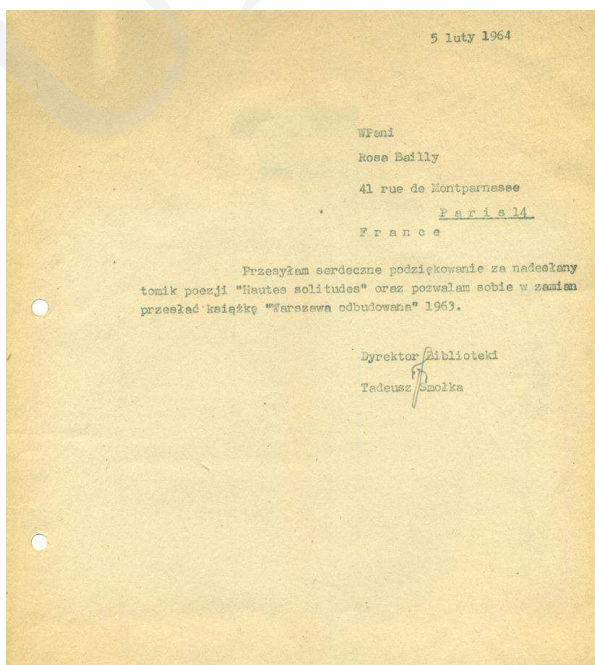 5 luty 1964
WPani
Rosa Bailly
41 rue de Montparnasse
P a r i s 14
F r a n c e
Przesyłam serdeczne podziękowanie za nadesłany
tomik poezji "Hautes solitudes" oraz pozwalam sobie w zamian
przesład książkę "Warszawa odbudowana" 1963.
Dyrektor Biblioteki
Tadeusz Smołka